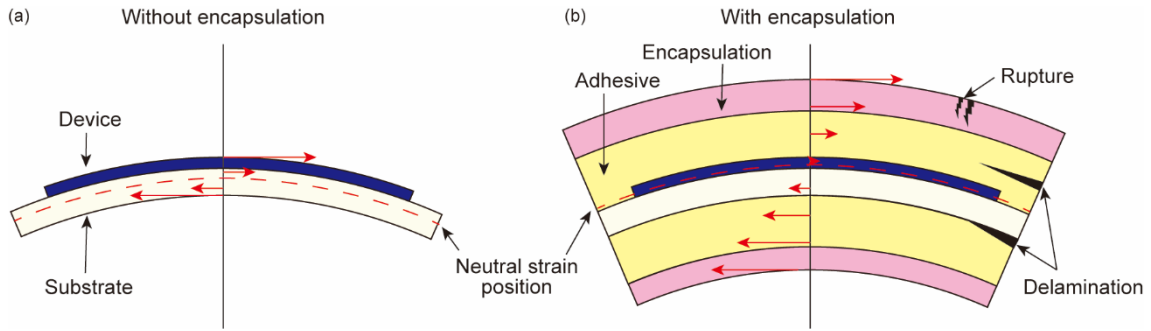 (a) Without encapsulation
Device
Substrate
Neutral strain
position
(b) With encapsulation
Encapsulation
Adhesive
Rupture
Delamination